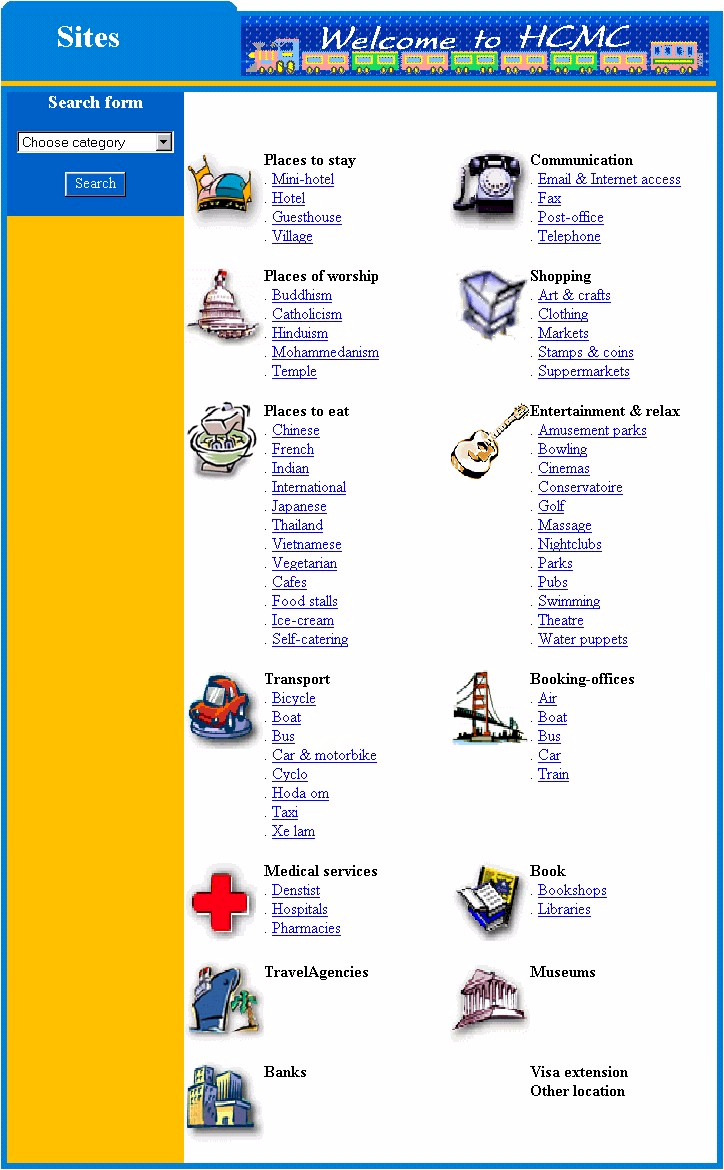 Sites
Welcome to HCMC
Search form
Choose category
Search
Places to stay
. Mini-hotel
. Hotel
. Guesthouse
. Village
Communication
. Email & Internet access
. Fax
. Post-office
. Telephone
Places of worship
. Buddhism
. Catholicism
. Hinduism
. Mohammedanism
. Temple
Shopping
. Art & crafts
. Clothing
. Markets
. Stamps & coins
. Suppermarkets
Places to eat
. Chinese
. French
. Indian
. International
. Japanese
. Thailand
. Vietnamese
. Vegetarian
. Cafes
. Food stalls
. Ice-cream
. Self-catering
Entertainment & relax
. Amusement parks
. Bowling
. Cinemas
. Conservatoire
. Golf
. Massage
. Nightclubs
. Parks
. Pubs
. Swimming
. Theatre
. Water puppets
Transport
. Bicycle
. Boat
. Bus
. Car & motorbike
. Cyclo
. Hoda om
. Taxi
. Xe lam
Booking-offices
. Air
. Boat
. Bus
. Car
. Train
Medical services
. Denstist
. Hospitals
. Pharmacies
Book
. Bookshops
. Libraries
TravelAgencies
Museums
Banks
Visa extension
Other location